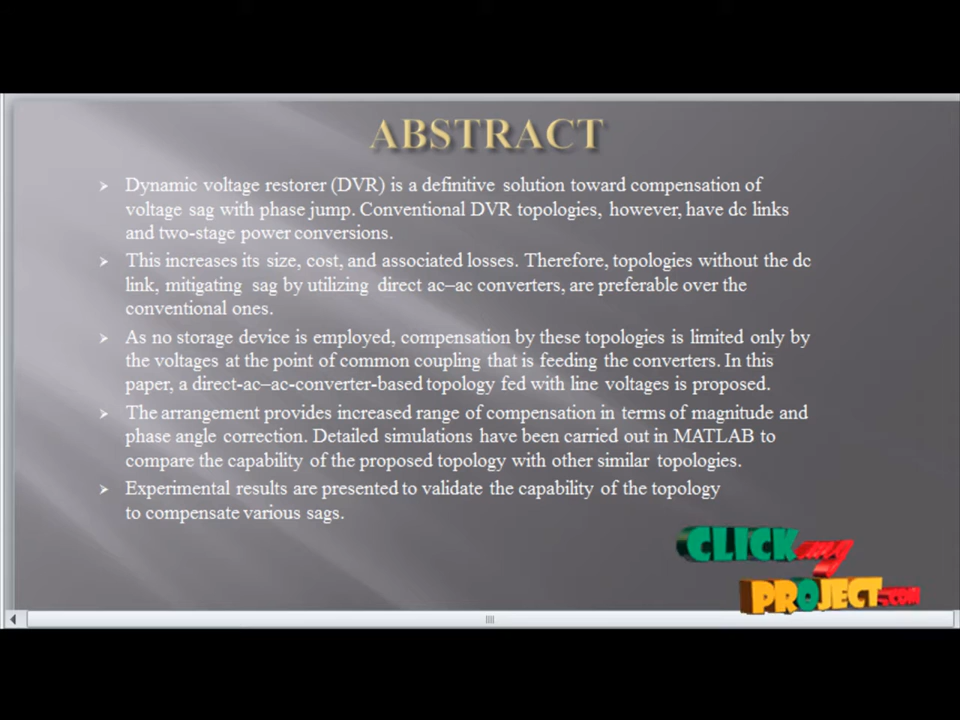 ABSTRACT
Dynamic voltage restorer (DVR) is a definitive solution toward compensation of
voltage sag with phase jump. Conventional DVR topologies, however, have dc links
and two-stage power conversions.
This increases its size, cost, and associated losses. Therefore, topologies without the dc
link, mitigating sag by utilizing direct ac–ac converters, are preferable over the
conventional ones.
As no storage device is employed, compensation by these topologies is limited only by
the voltages at the point of common coupling that is feeding the converters. In this
paper, a direct-ac–ac-converter-based topology fed with line voltages is proposed.
The arrangement provides increased range of compensation in terms of magnitude and
phase angle correction. Detailed simulations have been carried out in MATLAB to
compare the capability of the proposed topology with other similar topologies.
Experimental results are presented to validate the capability of the topology
to compensate various sags.
CLICK my
PROJECT.COM